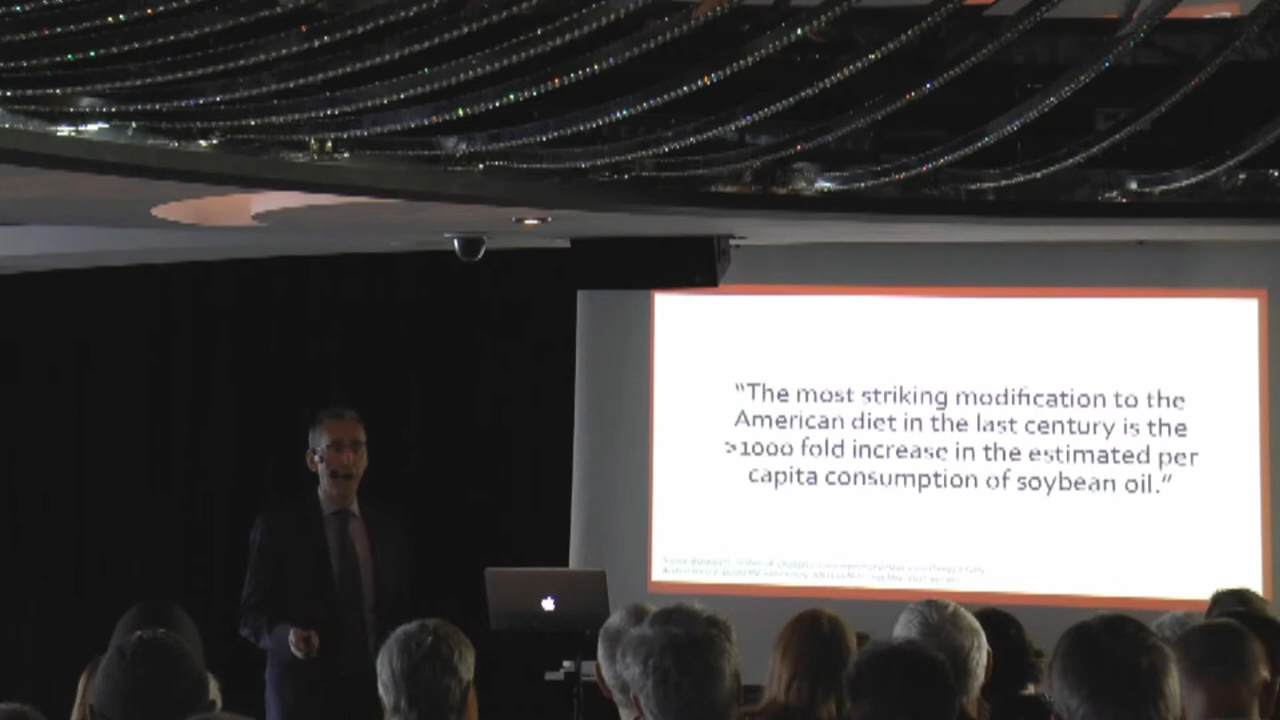 “The most striking modification to the
American diet in the last century is the
>1000 fold increase in the estimated per
capita consumption of soybean oil.”